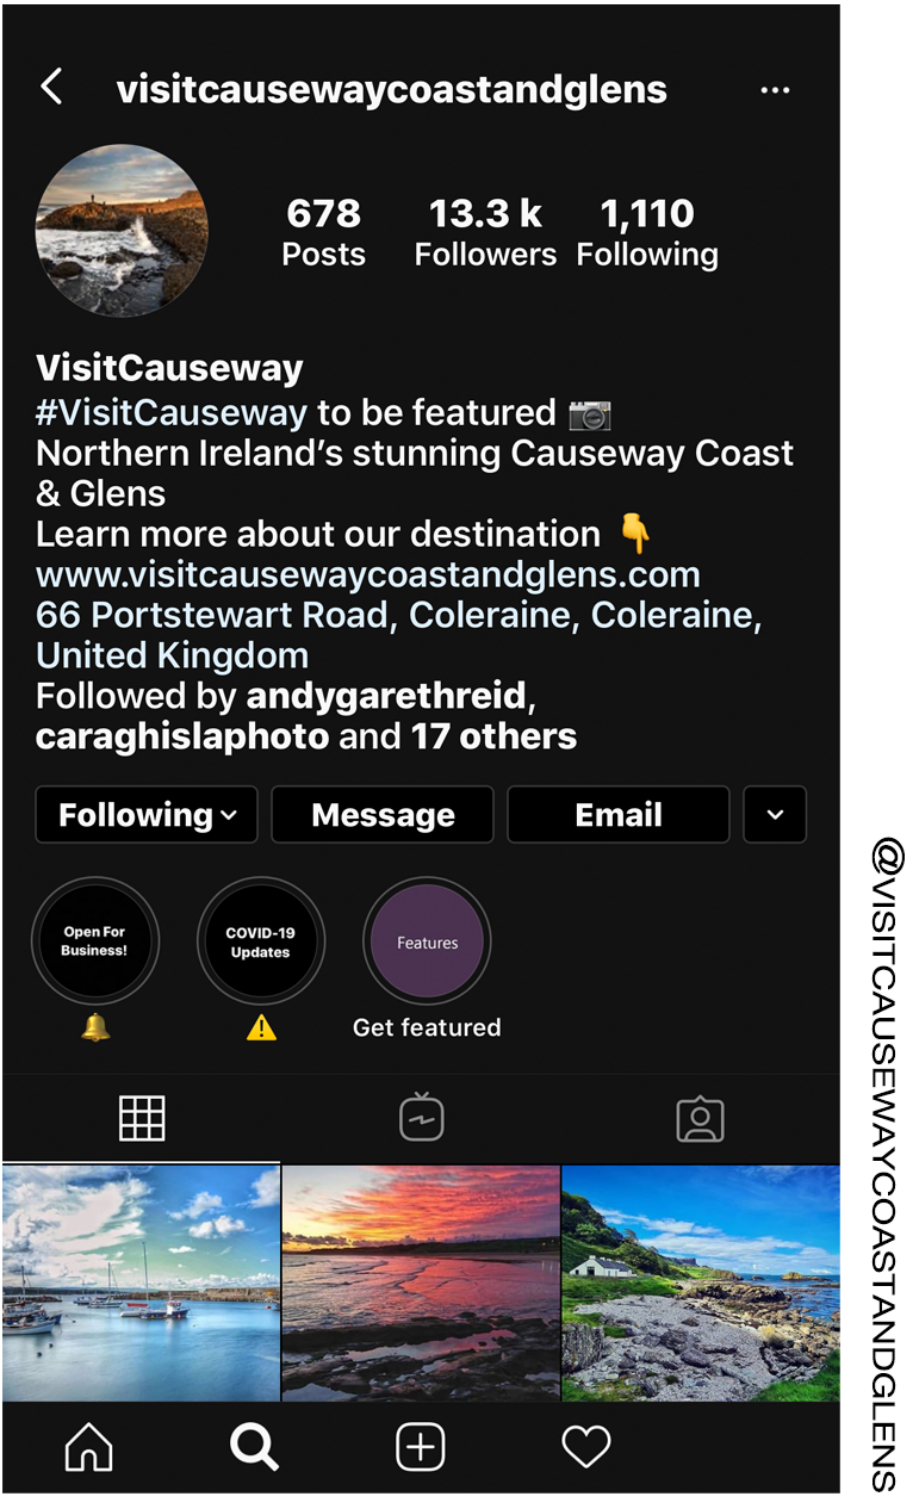 visitcausewaycoastandglens
678 13.3 k 1,110
Posts Followers Following
VisitCauseway
#VisitCauseway to be featured 📷
Northern Ireland’s stunning Causeway Coast
& Glens
Learn more about our destination 👇
www.visitcausewaycoastandglens.com
66 Portstewart Road, Coleraine, Coleraine,
United Kingdom
Followed by andygarethreid,
caraghislaphoto and 17 others
Following Message Email
Open For
Business!
COVID-19
Updates
Features
Get featured
@VISITCAUSEWAYCOASTANDGLENS